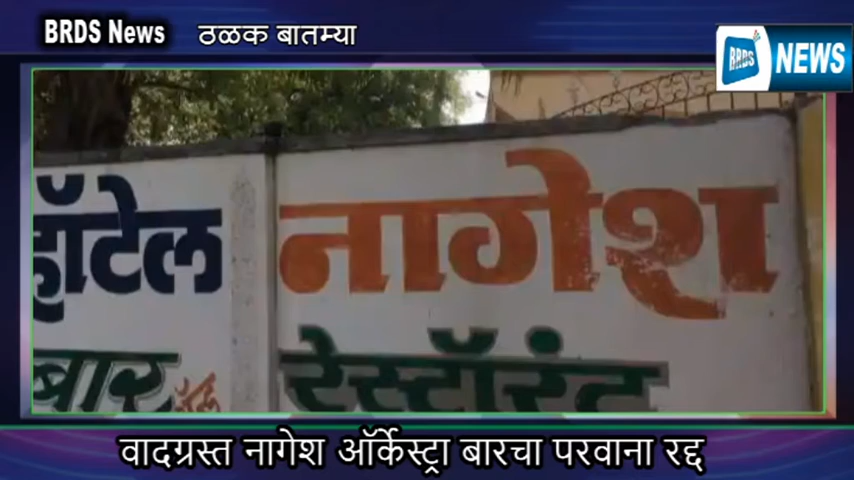 BRDS News ठळक बातम्या
BRDS NEWS
हॉटेल नागेश
बार अँड रेस्टॉरंट
वादग्रस्त नागेश ऑर्केस्ट्रा बारचा परवाना रद्द